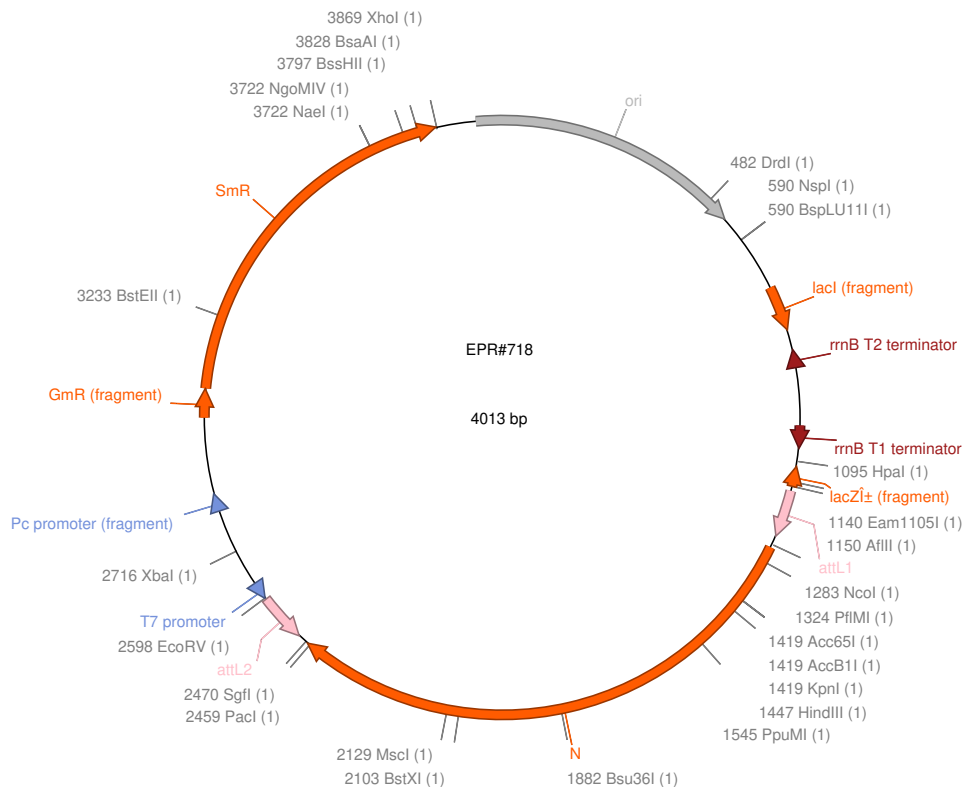 3869 XhoI (1)
3828 BsaAI (1)
3797 BssHII (1)
3722 NgoMIV (1)
3722 NaeI (1)
ori
482 DrdI (1)
590 NspI (1)
590 BspLU11I (1)
SmR
lacI (fragment)
3233 BstEII (1)
EPR#718
rrnB T2 terminator
GmR (fragment)
4013 bp
rrnB T1 terminator
1095 HpaI (1)
lacZÎ± (fragment)
Pc promoter (fragment)
1140 Eam1105I (1)
1150 AflII (1)
attL1
2716 XbaI (1)
1283 NcoI (1)
T7 promoter
1324 PflMI (1)
2598 EcoRV (1)
1419 Acc65I (1)
attL2
1419 AccB1I (1)
2470 SgfI (1)
1419 KpnI (1)
2459 PacI (1)
1447 HindIII (1)
1545 PpuMI (1)
2129 MscI (1)
N
2103 BstXI (1)
1882 Bsu36I (1)